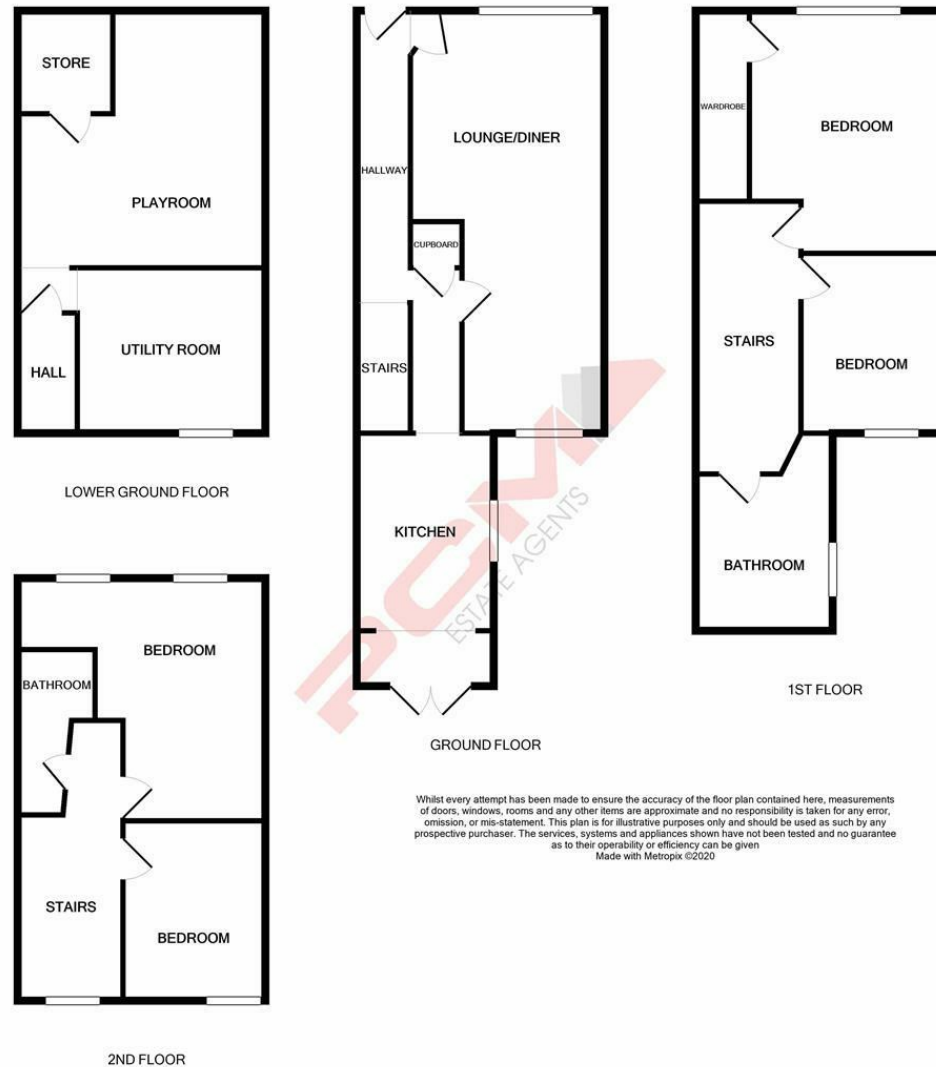 STORE
PLAYROOM
UTILITY ROOM
HALL
LOWER GROUND FLOOR
LOUNGE/DINER
HALLWAY
CUPBOARD
STAIRS
KITCHEN
GROUND FLOOR
WARDROBE
BEDROOM
STAIRS
BEDROOM
BATHROOM
1ST FLOOR
BEDROOM
BATHROOM
STAIRS
BEDROOM
2ND FLOOR
PCM
ESTATE AGENTS
Whilst every attempt has been made to ensure the accuracy of the floor plan contained here, measurements
of doors, windows, rooms and any other items are approximate and no responsibility is taken for any error,
omission, or mis-statement. This plan is for illustrative purposes only and should be used as such by any
prospective purchaser. The services, systems and appliances shown have not been tested and no guarantee
as to their operability or efficiency can be given
Made with Metropix ©2020